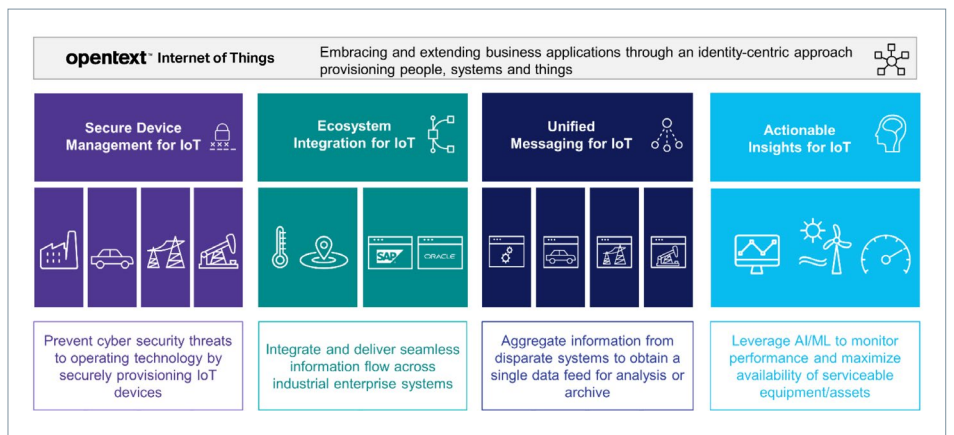 opentext™ Internet of Things
Embracing and extending business applications through an identity-centric approach
provisioning people, systems and things
Secure Device
Management for IoT
xxx
Ecosystem
Integration for IoT
Unified
Messaging for IoT
Actionable
Insights for IoT
SAP
ORACLE
Prevent cyber security threats
to operating technology by
securely provisioning IoT
devices
Integrate and deliver seamless
information flow across
industrial enterprise systems
Aggregate information from
disparate systems to obtain a
single data feed for analysis or
archive
Leverage AI/ML to monitor
performance and maximize
availability of serviceable
equipment/assets